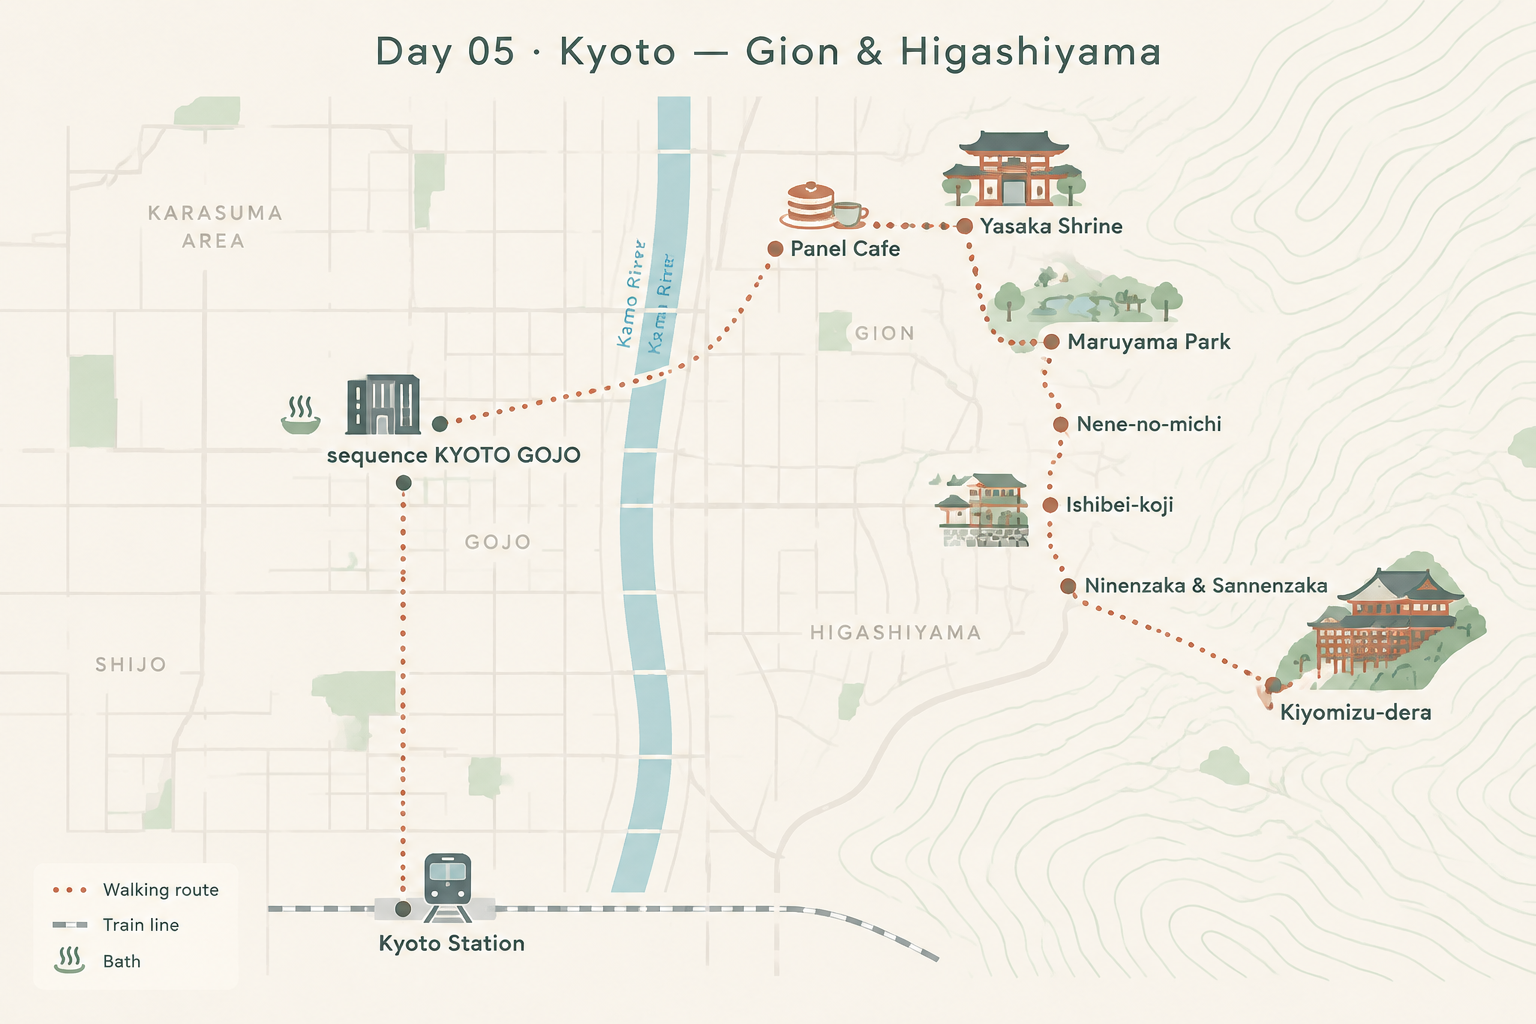 Day 05 · Kyoto — Gion & Higashiyama
KARASUMA
AREA
Kamo River
Kamo River
Panel Cafe
Yasaka Shrine
GION
Maruyama Park
Nene-no-michi
sequence KYOTO GOJO
Ishibei-koji
GOJO
Ninenzaka & Sannenzaka
HIGASHIYAMA
SHIJO
Kiyomizu-dera
Walking route
Train line
Bath
Kyoto Station